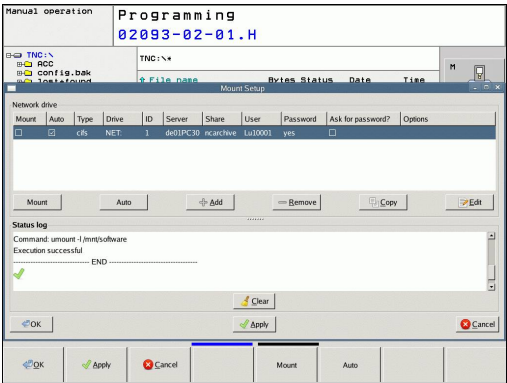 Manual operation
Programming
02093-02-01.H
TNC:\
ACC
config.bak
lost+found
TNC:\*
File name Bytes Status Date Time
M
Mount Setup
Network drive
Mount Auto Type Drive ID Server Share User Password Ask for password? Options
cifs NET: 1 de01PC30 ncarchive Lu10001 yes
Mount Auto Add Remove Copy Edit
Status log
Command: umount -l /mnt/software
Execution successful
---------------------------- END ---------------------------------
Clear
OK Apply Cancel
OK Apply Cancel Mount Auto